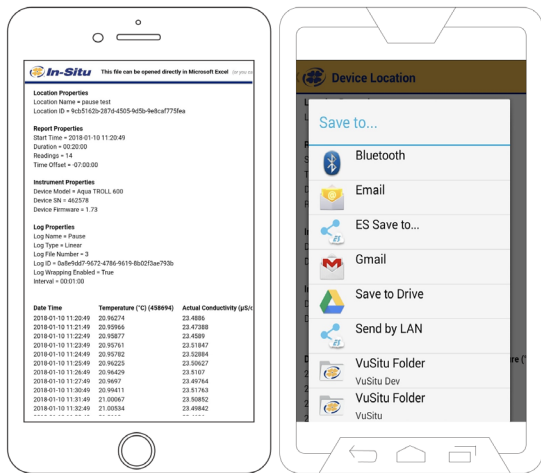 In-Situ
This file can be opened directly in Microsoft Excel
Location Properties
Location Name = pause test
Location ID = 9cb5162b-287d-4505-9d5b-9e8caf775fea
Report Properties
Start Time = 2018-01-10 11:20:49
Duration = 00:20:00
Readings = 14
Time Offset = -07:00:00
Instrument Properties
Device Model = Aqua TROLL 600
Device SN = 462578
Device Firmware = 1.73
Log Properties
Log Name = Pause
Log Type = Linear
Log File Number = 3
Log ID = 0a8e9dd7-9672-4786-9619-8b02f3ae793b
Log Wrapping Enabled = True
Interval = 00:01:00
Date Time Temperature (°C) (458694) Actual Conductivity (µS/c
2018-01-10 11:20:49 20.96274 23.4886
2018-01-10 11:21:49 20.95966 23.47388
2018-01-10 11:22:49 20.95877 23.4589
2018-01-10 11:23:49 20.95761 23.51847
2018-01-10 11:24:49 20.95782 23.52884
2018-01-10 11:25:49 20.96225 23.50627
2018-01-10 11:26:49 20.96429 23.5107
2018-01-10 11:27:49 20.9697 23.49764
2018-01-10 11:30:49 20.99411 23.51763
2018-01-10 11:31:49 21.00067 23.50852
2018-01-10 11:32:49 21.00534 23.49842
Device Location
Save to...
Bluetooth
Email
ES Save to...
ES
Gmail
Save to Drive
Send by LAN
ES
VuSitu Folder
VuSitu Dev
VuSitu Folder
VuSitu